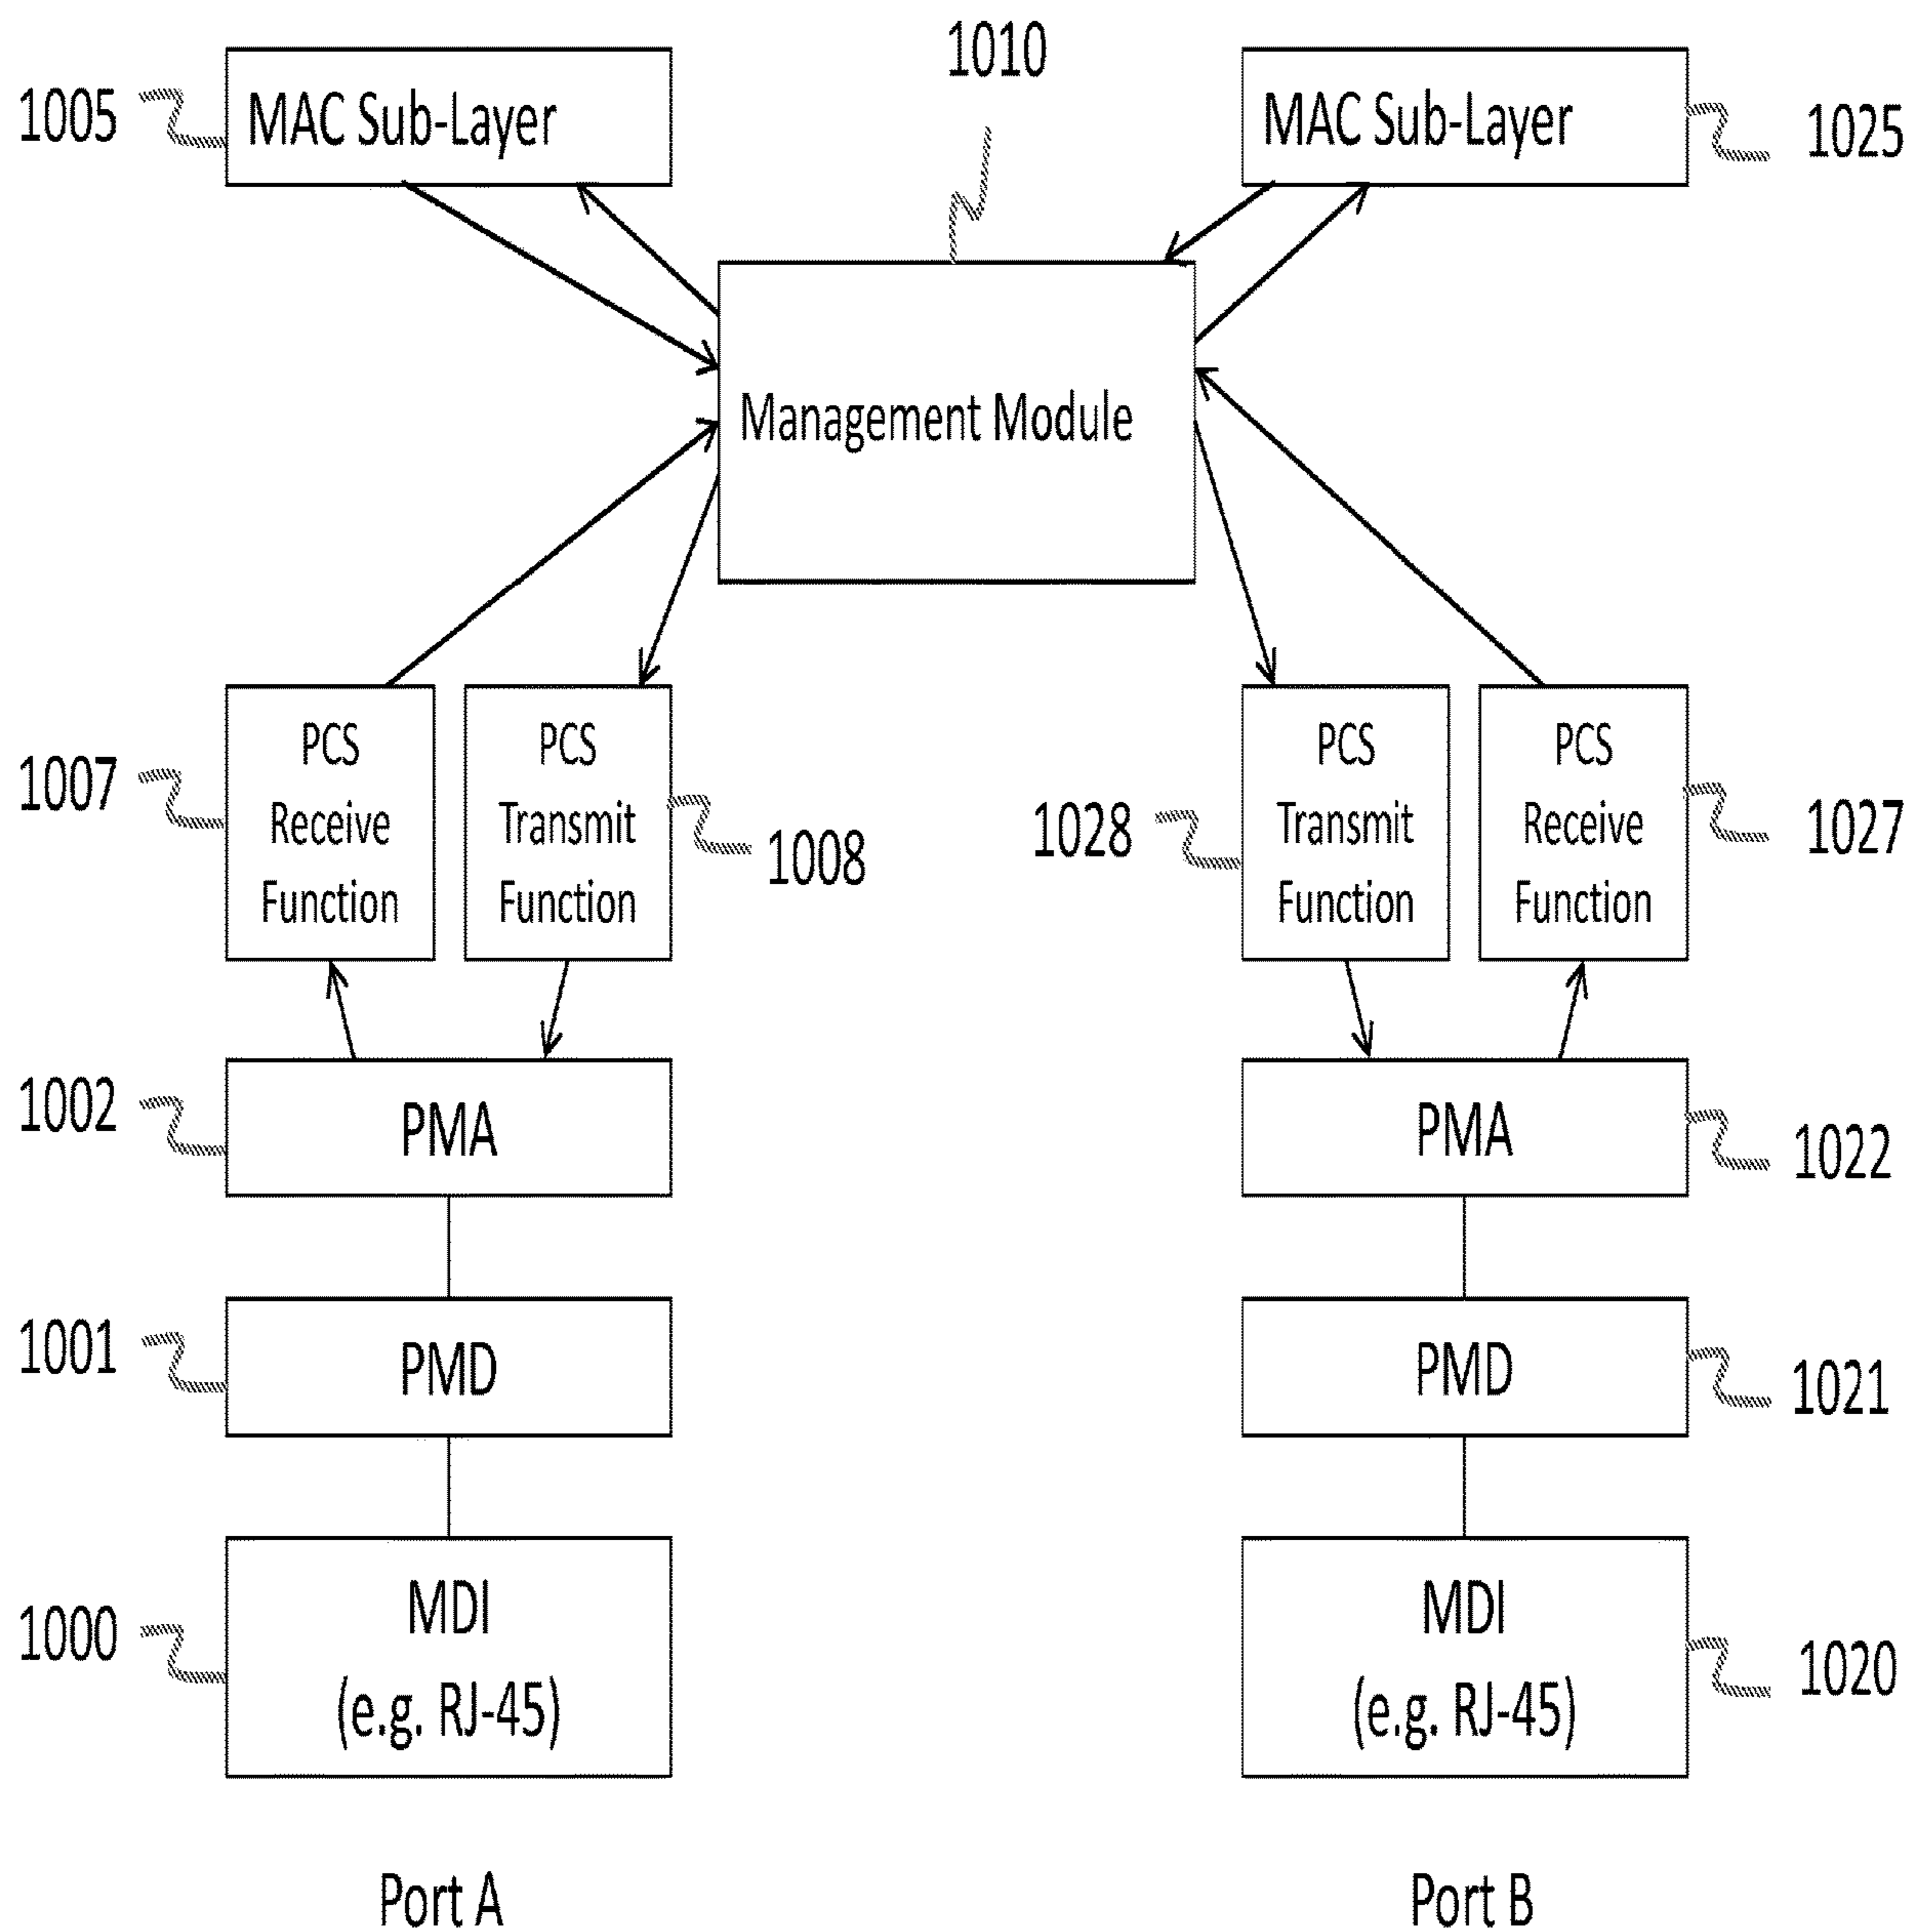 1010
1005
MAC Sub-Layer
MAC Sub-Layer
1025
Management Module
1007
PCS
Receive
Function
PCS
Transmit
Function
1008
1028
PCS
Transmit
Function
PCS
Receive
Function
1027
1002
PMA
PMA
1022
1001
PMD
PMD
1021
1000
MDI
(e.g. RJ-45)
MDI
(e.g. RJ-45)
1020
Port A
Port B